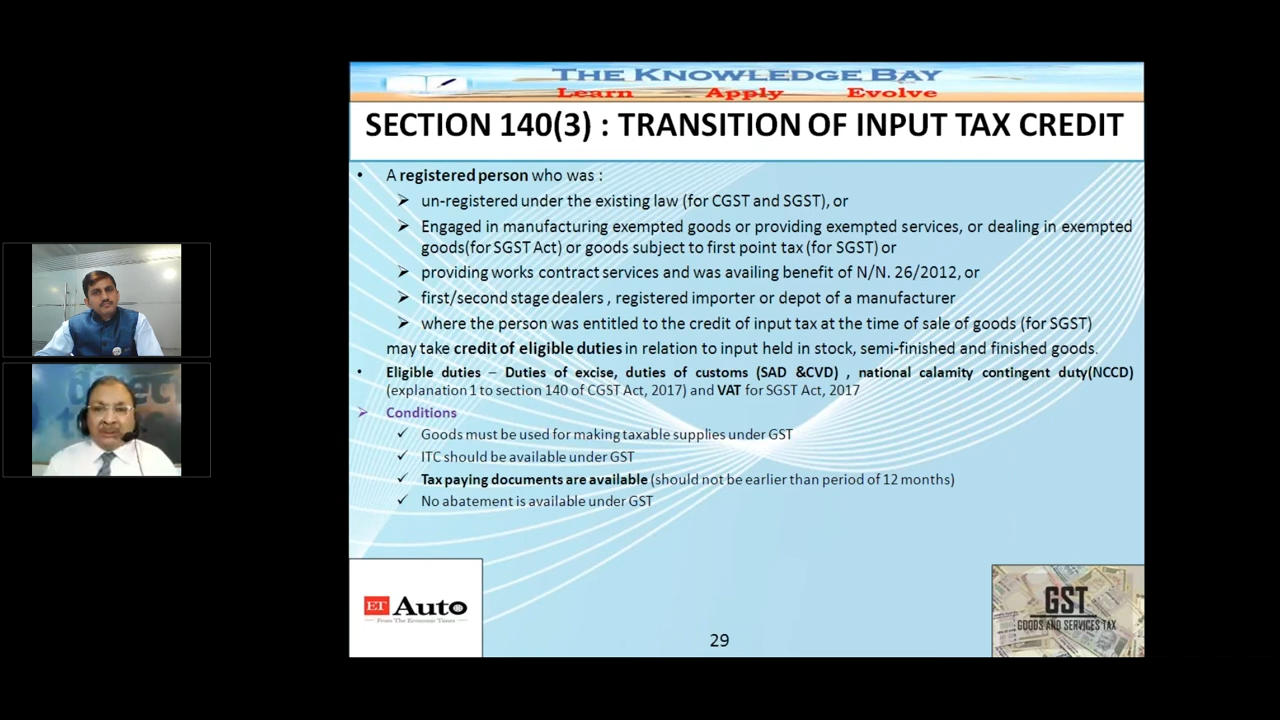 THE KNOWLEDGE BAY
Learn Apply Evolve
SECTION 140(3) : TRANSITION OF INPUT TAX CREDIT
• A registered person who was :
➢ un-registered under the existing law (for CGST and SGST), or
➢ Engaged in manufacturing exempted goods or providing exempted services, or dealing in exempted
goods(for SGST Act) or goods subject to first point tax (for SGST) or
➢ providing works contract services and was availing benefit of N/N. 26/2012, or
➢ first/second stage dealers , registered importer or depot of a manufacturer
➢ where the person was entitled to the credit of input tax at the time of sale of goods (for SGST)
may take credit of eligible duties in relation to input held in stock, semi-finished and finished goods.
• Eligible duties – Duties of excise, duties of customs (SAD &CVD) , national calamity contingent duty(NCCD)
(explanation 1 to section 140 of CGST Act, 2017) and VAT for SGST Act, 2017
➢ Conditions
✓ Goods must be used for making taxable supplies under GST
✓ ITC should be available under GST
✓ Tax paying documents are available (should not be earlier than period of 12 months)
✓ No abatement is available under GST
ET Auto
From The Economic Times
GST
GOODS AND SERVICES TAX
29